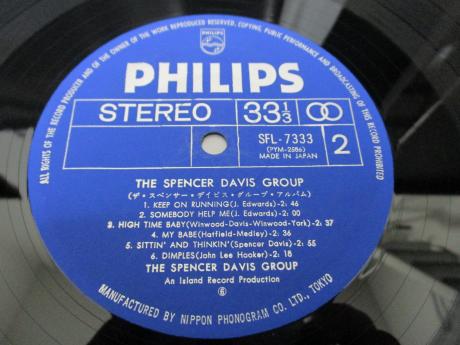 ALL RIGHTS OF THE RECORD PRODUCER AND OF THE OWNER OF THE WORK REPRODUCED RESERVED. COPYING, PUBLIC PERFORMANCE AND BROADCASTING OF THIS RECORD PROHIBITED
PHILIPS
PHILIPS
STEREO 33 1/3
SFL-7333
(PYM-2586)
MADE IN JAPAN
2
THE SPENCER DAVIS GROUP
(ザ・スペンサー・デイビス・グループ・アルバム)
1. KEEP ON RUNNING(J. Edwards)-2: 46
2. SOMEBODY HELP ME(J. Edwards)-2: 00
3. HIGH TIME BABY(Winwood-Davis-Winwood-York)-2: 37
4. MY BABE(Hatfield-Medley)-2: 36
5. SITTIN' AND THINKIN'(Spencer Davis)-2: 55
6. DIMPLES(John Lee Hooker)-2: 18
THE SPENCER DAVIS GROUP
An Island Record Production
⑥
MANUFACTURED BY NIPPON PHONOGRAM CO. LTD., TOKYO